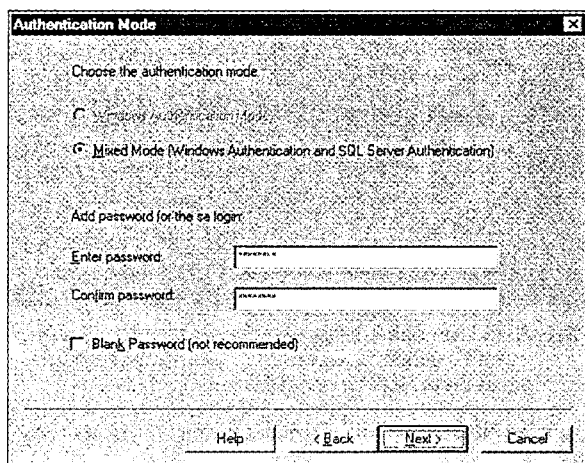 Authentication Mode
Choose the authentication mode.
Windows Authentication Mode
Mixed Mode (Windows Authentication and SQL Server Authentication)
Add password for the sa login:
Enter password:
*******
Confirm password:
*******
Blank Password (not recommended)
Help
< Back
Next >
Cancel